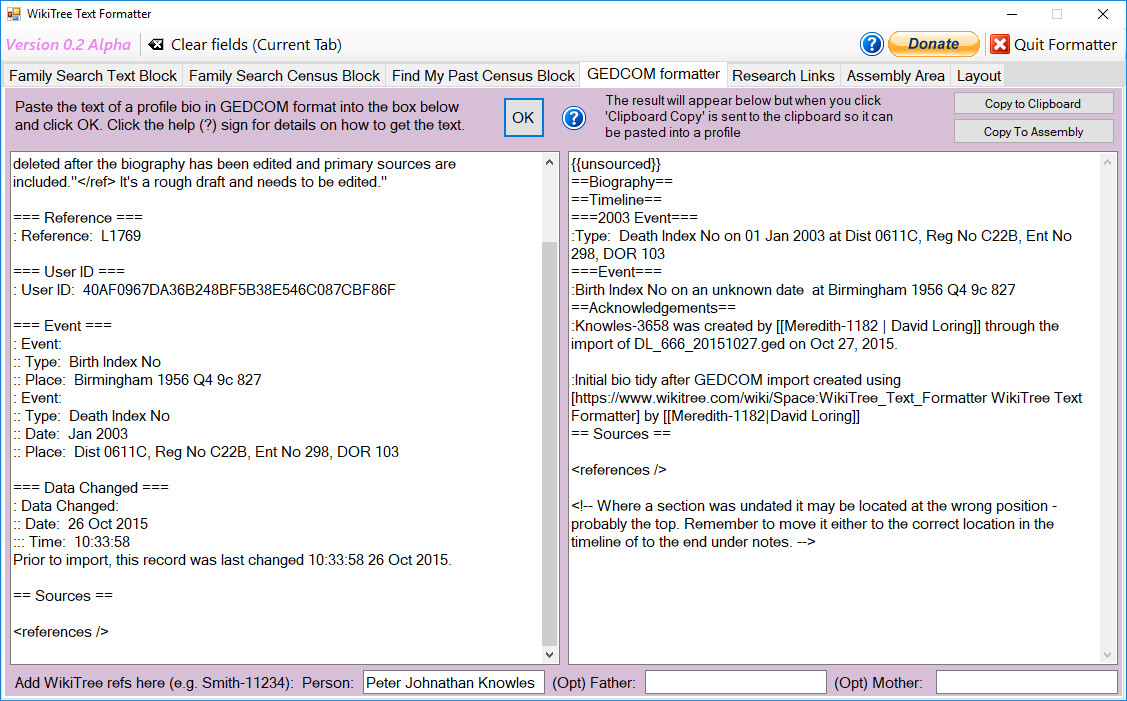 WikiTree Text Formatter
Version 0.2 Alpha
Clear fields (Current Tab)
?
Donate
Quit Formatter
Family Search Text Block
Family Search Census Block
Find My Past Census Block
GEDCOM formatter
Research Links
Assembly Area
Layout
Paste the text of a profile bio in GEDCOM format into the box below
and click OK. Click the help (?) sign for details on how to get the text.
OK
?
The result will appear below but when you click
'Clipboard Copy' is sent to the clipboard so it can
be pasted into a profile
Copy to Clipboard
Copy To Assembly
deleted after the biography has been edited and primary sources are
included."</ref> It's a rough draft and needs to be edited."
=== Reference ===
: Reference:  L1769
=== User ID ===
: User ID:  40AF0967DA36B248BF5B38E546C087CBF86F
=== Event ===
: Event:
:: Type:  Birth Index No
:: Place:  Birmingham 1956 Q4 9c 827
: Event:
:: Type:  Death Index No
:: Date:  Jan 2003
:: Place:  Dist 0611C, Reg No C22B, Ent No 298, DOR 103
=== Data Changed ===
: Data Changed:
:: Date:  26 Oct 2015
::: Time:  10:33:58
Prior to import, this record was last changed 10:33:58 26 Oct 2015.
== Sources ==
<references />
{{unsourced}}
==Biography==
==Timeline==
===2003 Event===
:Type:  Death Index No on 01 Jan 2003 at Dist 0611C, Reg No C22B, Ent No
298, DOR 103
===Event===
:Birth Index No on an unknown date  at Birmingham 1956 Q4 9c 827
==Acknowledgements==
:Knowles-3658 was created by [[Meredith-1182 | David Loring]] through the
import of DL_666_20151027.ged on Oct 27, 2015.
:Initial bio tidy after GEDCOM import created using
[https://www.wikitree.com/wiki/Space:WikiTree_Text_Formatter WikiTree Text
Formatter] by [[Meredith-1182|David Loring]]
== Sources ==
<references />
<!-- Where a section was undated it may be located at the wrong position -
probably the top. Remember to move it either to the correct location in the
timeline of to the end under notes. -->
Add WikiTree refs here (e.g. Smith-11234):  Person:
Peter Johnathan Knowles
(Opt) Father:
(Opt) Mother: